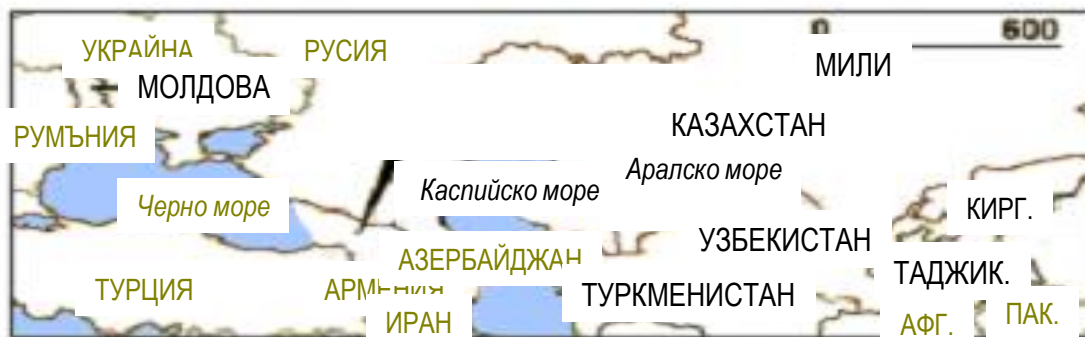 0 600
УКРАЙНА РУСИЯ
МИЛИ
МОЛДОВА
КАЗАХСТАН
РУМЪНИЯ
Аралско море
Каспийско море
Черно море
КИРГ.
УЗБЕКИСТАН
АЗЕРБАЙДЖАН
ТАДЖИК.
ТУРЦИЯ АРМЕНИЯ
ТУРКМЕНИСТАН
ИРАН
АФГ. ПАК.